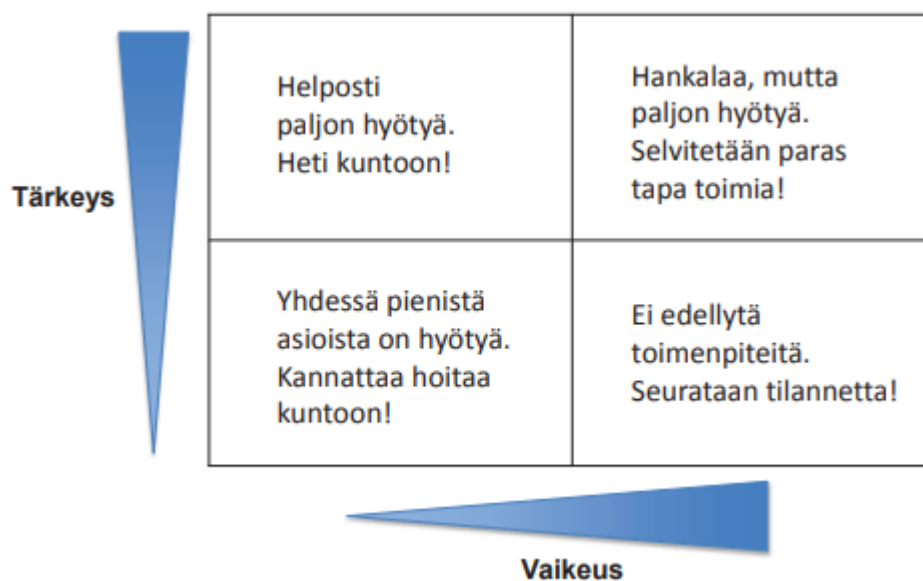 Helposti
paljon hyötyä.
Heti kuntoon!
Hankalaa, mutta
paljon hyötyä.
Selvitetään paras
tapa toimia!
Tärkeys
Yhdessä pienistä
asioista on hyötyä.
Kannattaa hoitaa
kuntoon!
Ei edellytä
toimenpiteitä.
Seurataan tilannetta!
Vaikeus